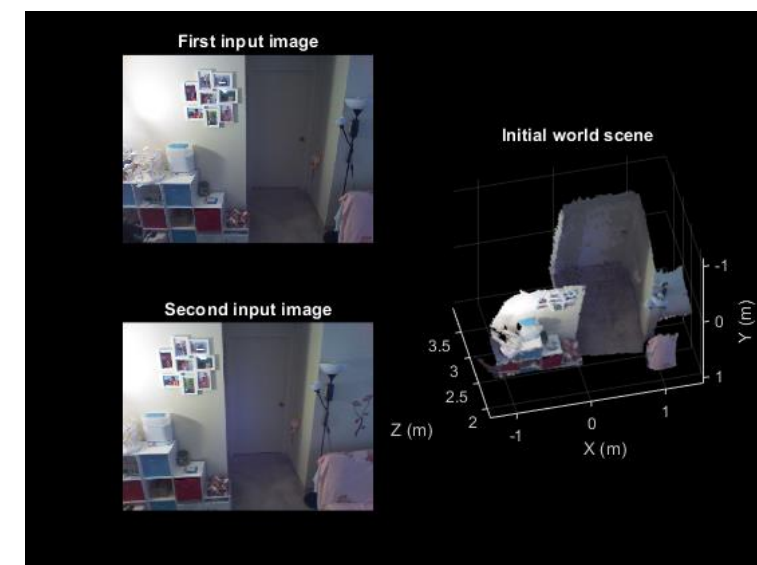 First input image
Second input image
Initial world scene
-1
0
1
Y (m)
3.5
3
2.5
2
Z (m)
-1
0
1
X (m)